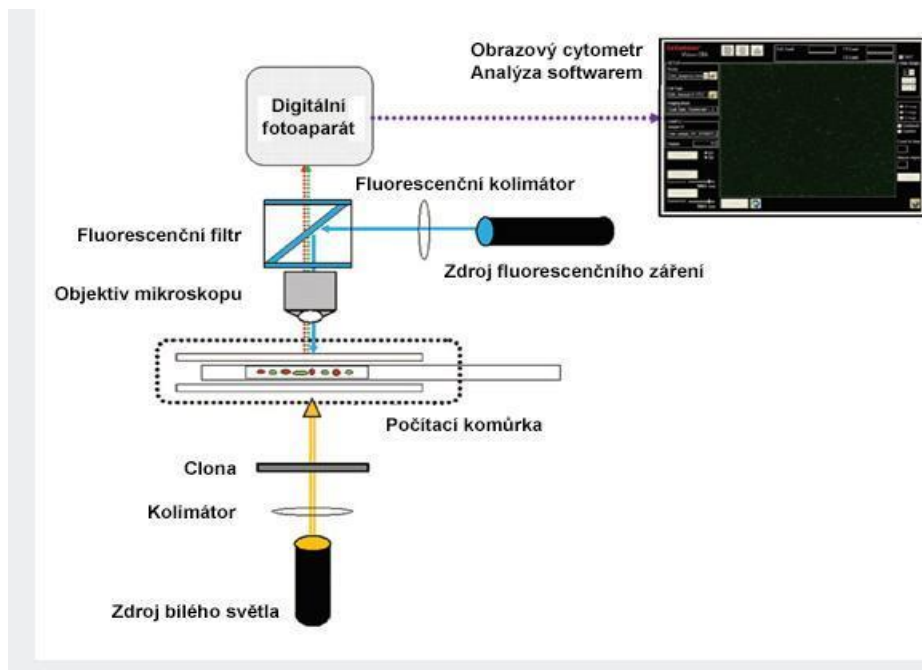 Obrazový cytometr
Analýza softwarem
Digitální
fotoaparát
Fluorescenční kolimátor
Fluorescenční filtr
Zdroj fluorescenčního záření
Objektiv mikroskopu
Počítací komůrka
Clona
Kolimátor
Zdroj bílého světla